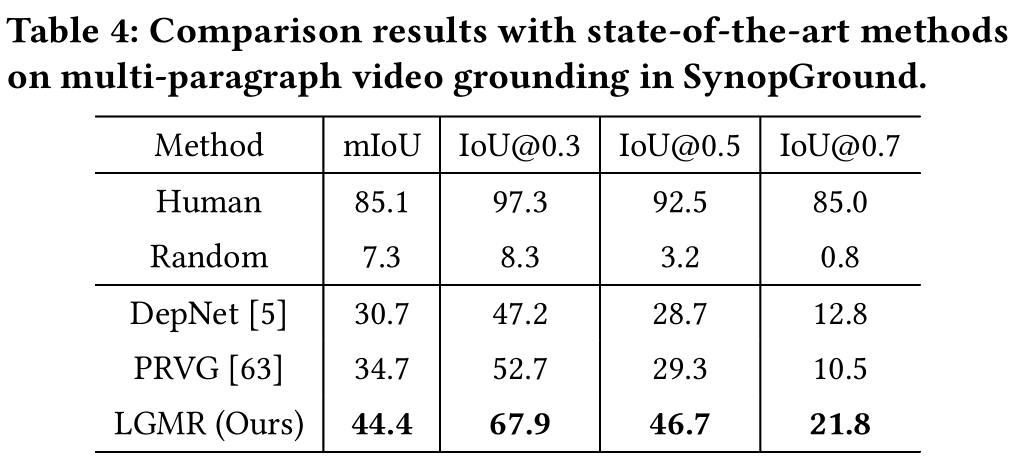 Table 4: Comparison results with state-of-the-art methods
on multi-paragraph video grounding in SynopGround.
Method mIoU IoU@0.3 IoU@0.5 IoU@0.7
Human 85.1 97.3 92.5 85.0
Random 7.3 8.3 3.2 0.8
DepNet [5] 30.7 47.2 28.7 12.8
PRVG [63] 34.7 52.7 29.3 10.5
LGMR (Ours) 44.4 67.9 46.7 21.8